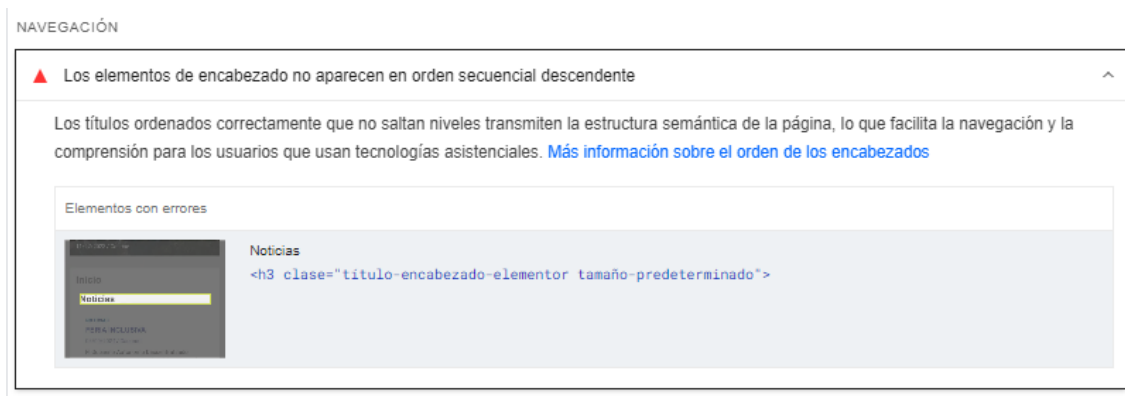 NAVEGACIÓN
Los elementos de encabezado no aparecen en orden secuencial descendente
Los títulos ordenados correctamente que no saltan niveles transmiten la estructura semántica de la página, lo que facilita la navegación y la
comprensión para los usuarios que usan tecnologías asistenciales. Más información sobre el orden de los encabezados
Elementos con errores
Noticias
<h3 clase="título-encabezado-elementor tamaño-predeterminado">
Inicio
Noticias
FERIA INCLUSIVA